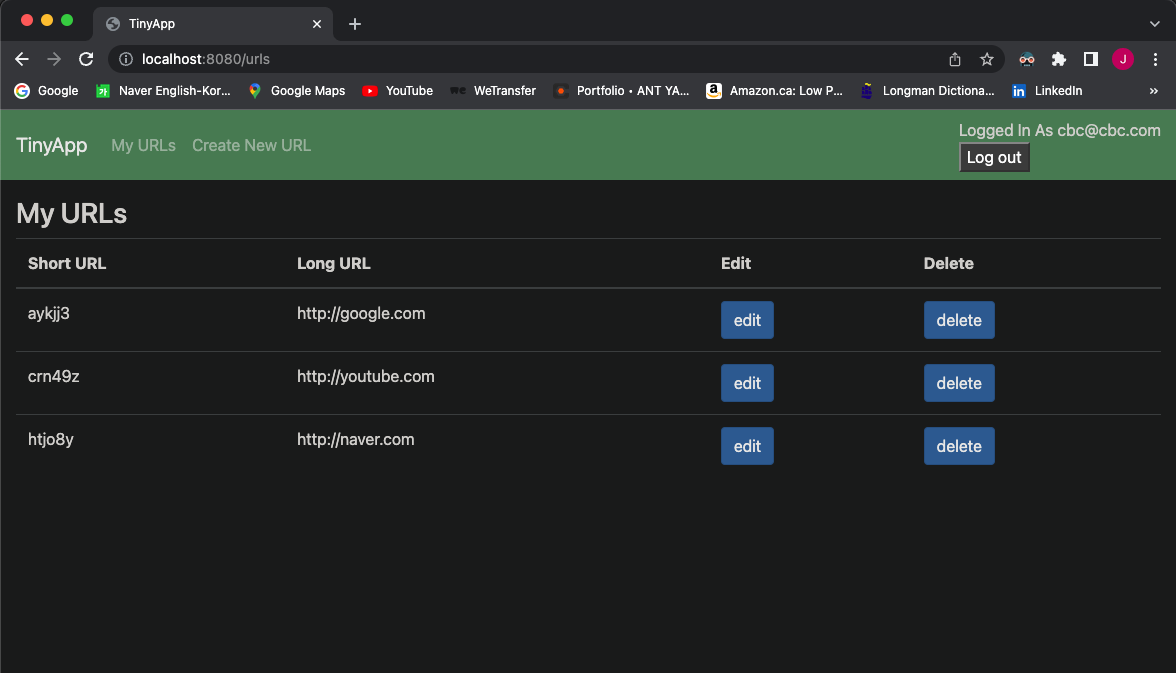 TinyApp
localhost:8080/urls
J
Google Naver English-Kor... Google Maps YouTube WeTransfer Portfolio • ANT YA... Amazon.ca: Low P... Longman Dictiona... LinkedIn »
TinyApp My URLs Create New URL
Logged In As cbc@cbc.com
Log out
My URLs
Short URL Long URL Edit Delete
aykjj3 http://google.com edit delete
crn49z http://youtube.com edit delete
htjo8y http://naver.com edit delete